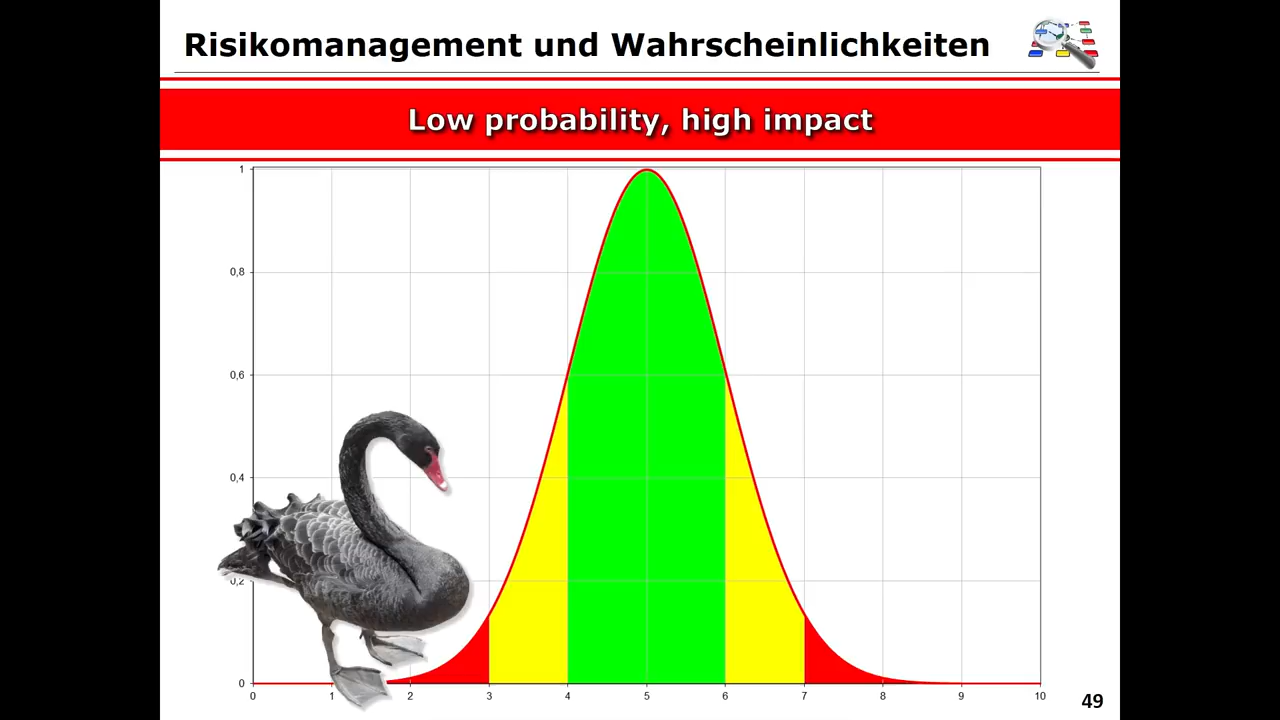 Risikomanagement und Wahrscheinlichkeiten
Low probability, high impact
1
0,8
0,6
0,4
0,2
0
0 1 2 3 4 5 6 7 8 9 10
49